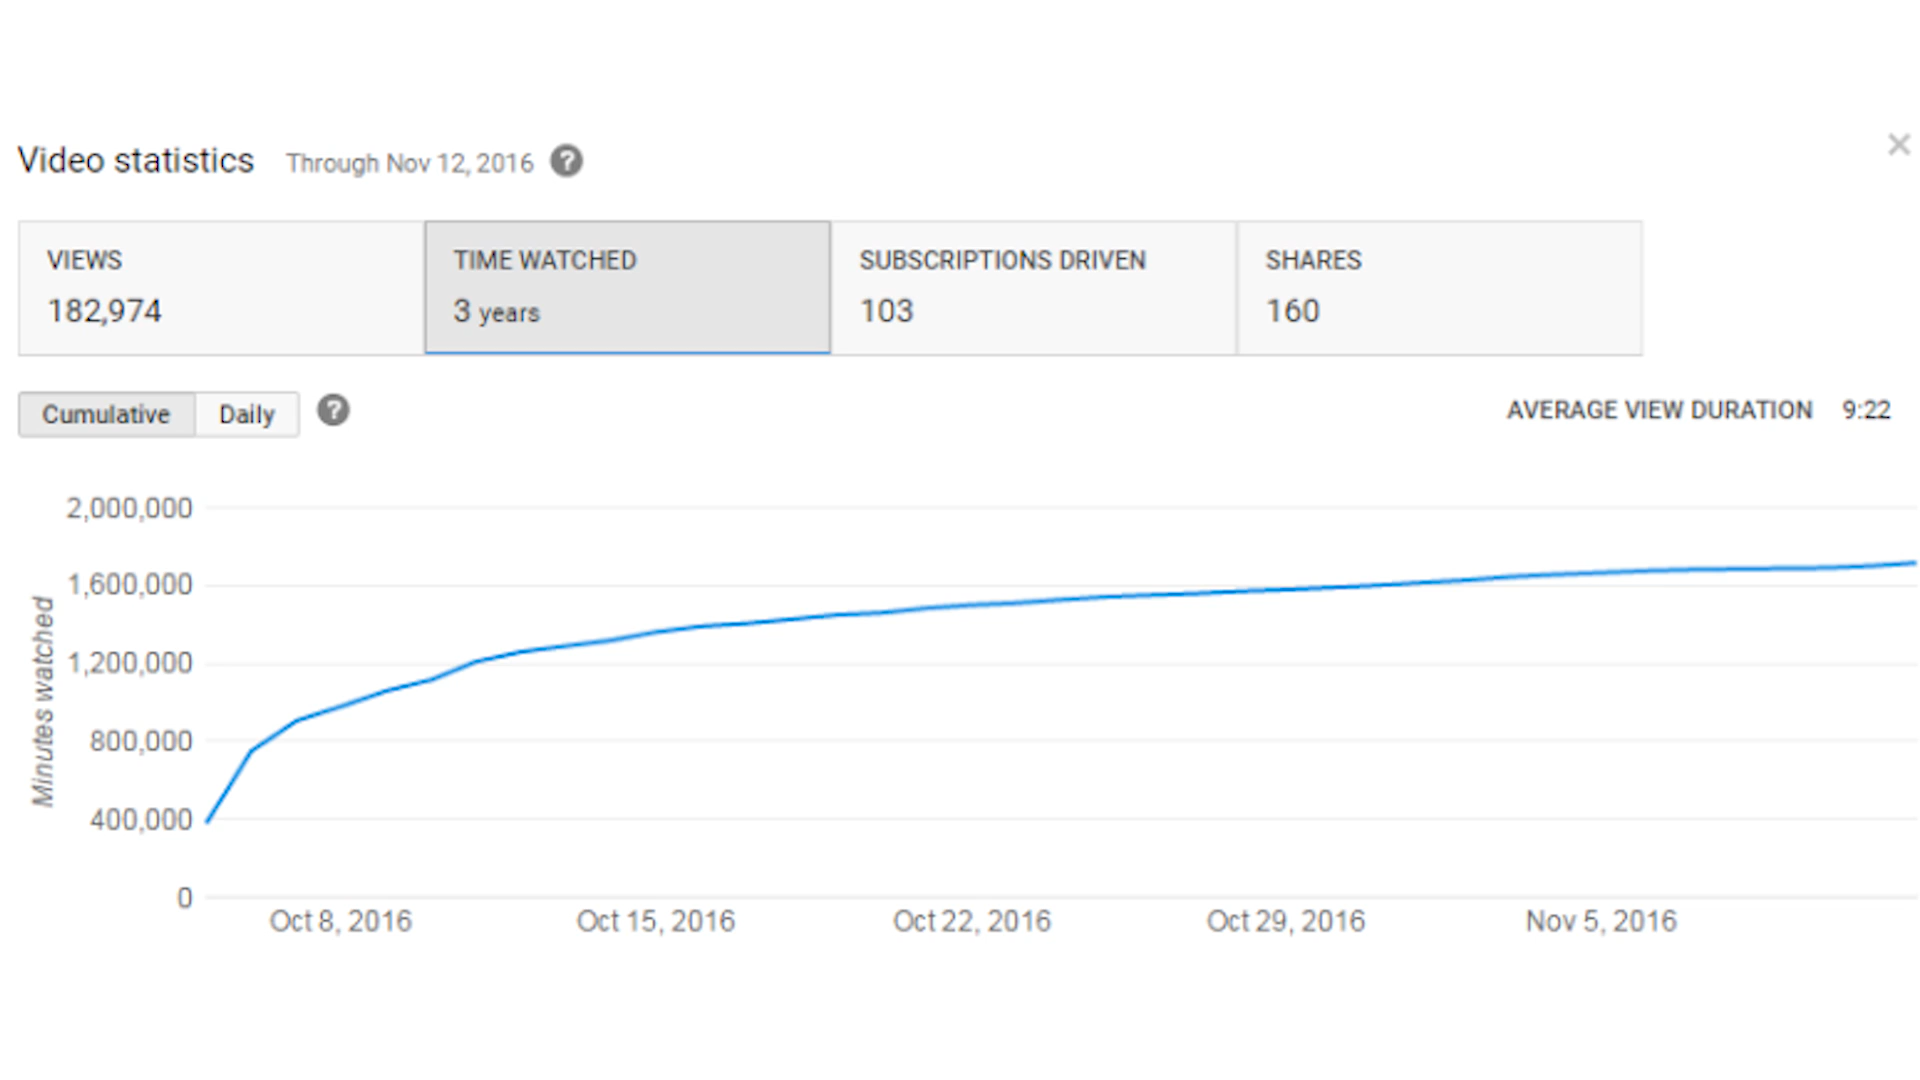 Video statistics Through Nov 12, 2016 ?
VIEWS TIME WATCHED SUBSCRIPTIONS DRIVEN SHARES
182,974 3 years 103 160
Cumulative Daily ? AVERAGE VIEW DURATION 9:22
2,000,000
1,600,000
1,200,000
800,000
400,000
0
Minutes watched
Oct 8, 2016 Oct 15, 2016 Oct 22, 2016 Oct 29, 2016 Nov 5, 2016